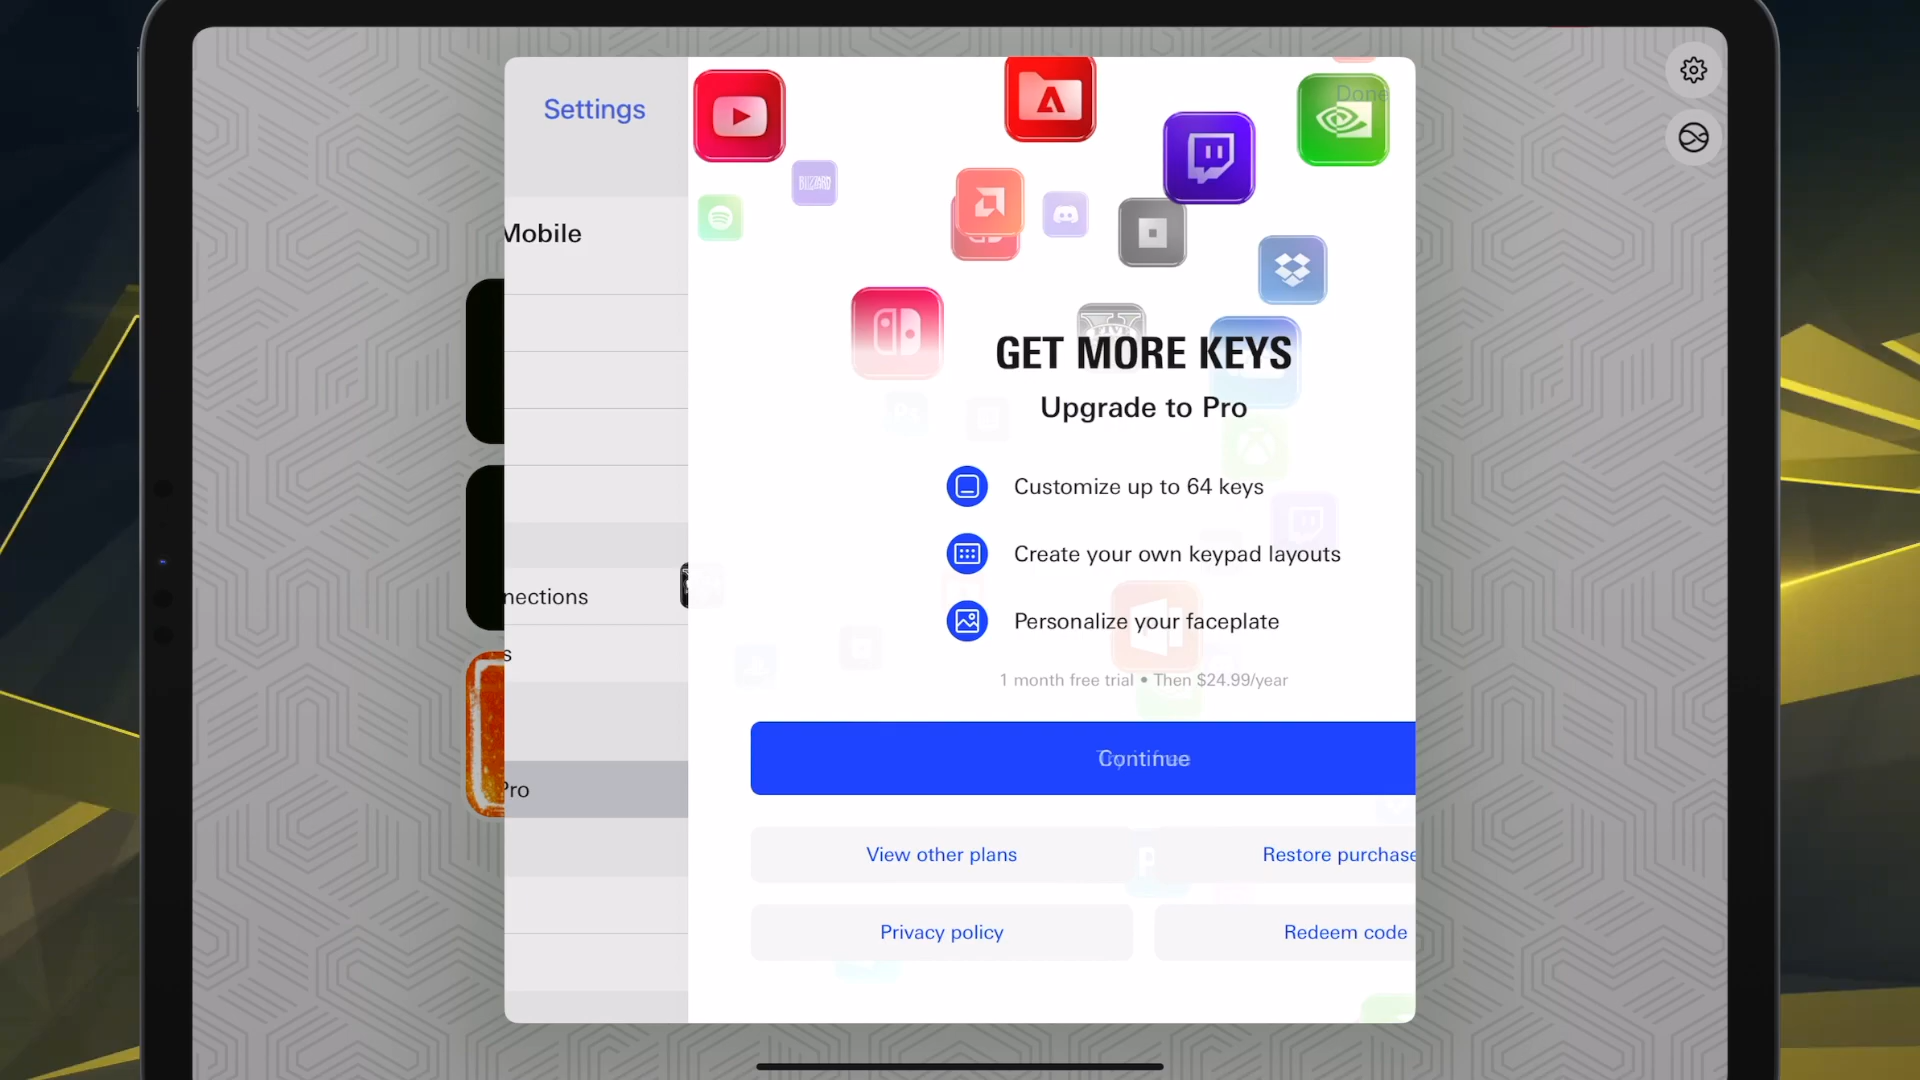 Settings
Done
Mobile
BLIZZARD
GET MORE KEYS
Upgrade to Pro
Customize up to 64 keys
Create your own keypad layouts
nections
Personalize your faceplate
s
1 month free trial • Then $24.99/year
Continue
Pro
View other plans
Restore purchase
Privacy policy
Redeem code